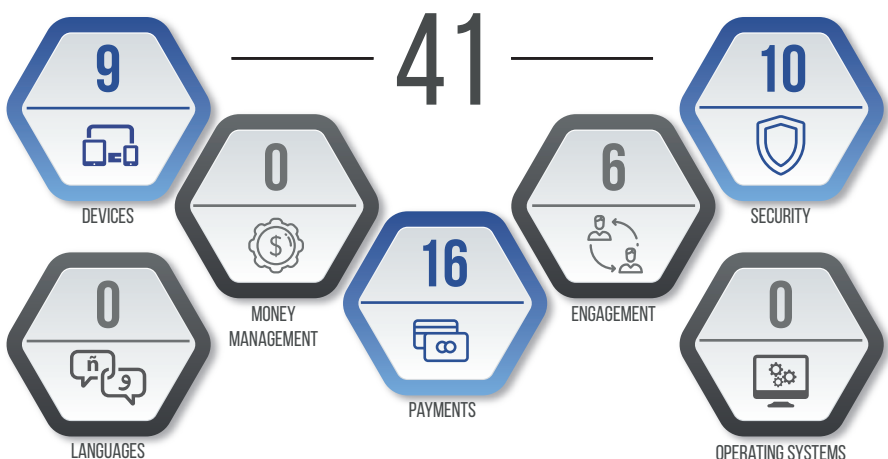 41
9
DEVICES
10
SECURITY
0
$
MONEY
MANAGEMENT
6
ENGAGEMENT
16
PAYMENTS
0
ñ
و
LANGUAGES
0
OPERATING SYSTEMS